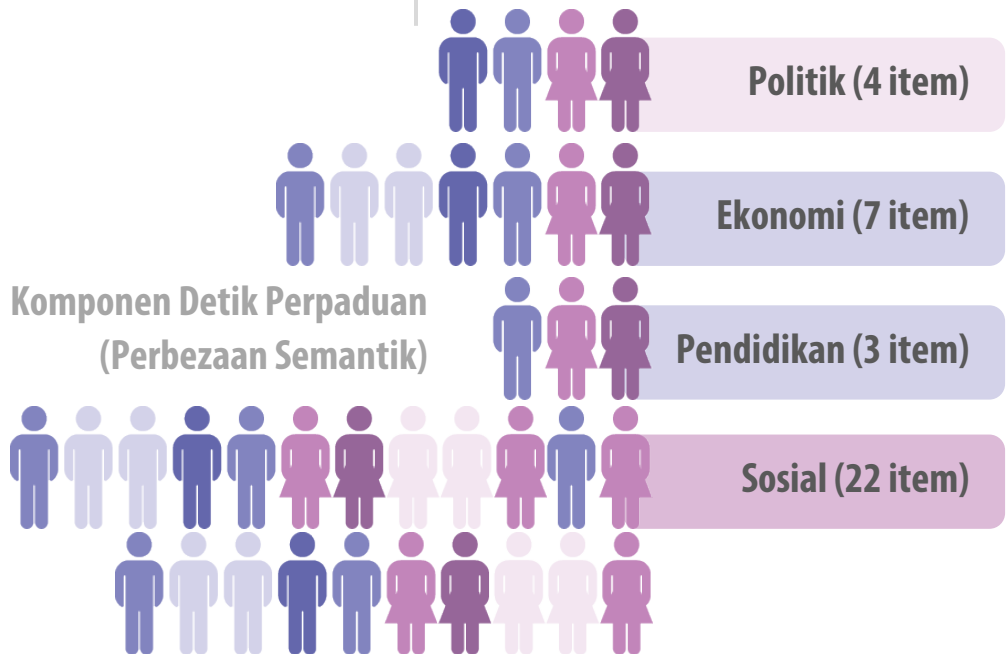 Politik (4 item)
Ekonomi (7 item)
Komponen Detik Perpaduan
(Perbezaan Semantik)
Pendidikan (3 item)
Sosial (22 item)